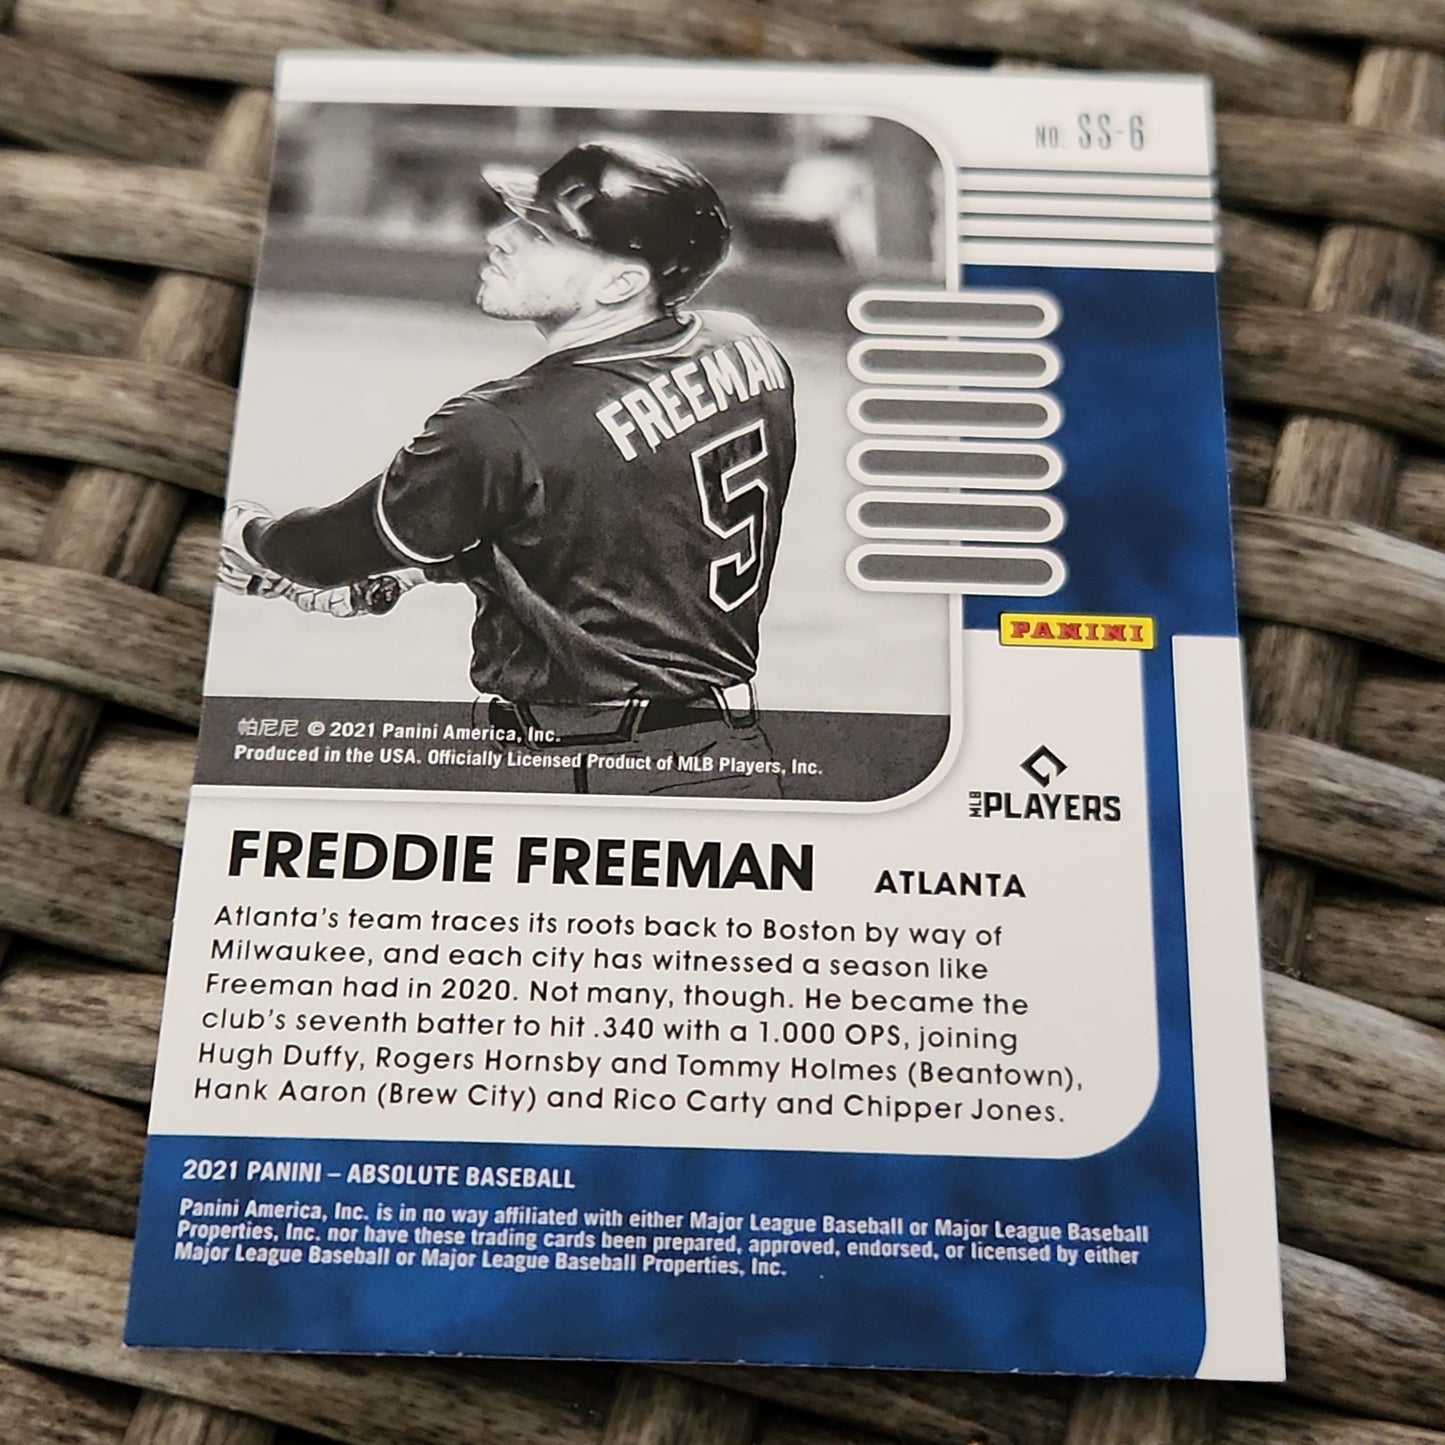 NO. SS-6
FREEMAN
5
PANINI
帕尼尼 © 2021 Panini America, Inc.
Produced in the USA. Officially Licensed Product of MLB Players, Inc.
MLB PLAYERS
FREDDIE FREEMAN ATLANTA
Atlanta's team traces its roots back to Boston by way of
Milwaukee, and each city has witnessed a season like
Freeman had in 2020. Not many, though. He became the
club's seventh batter to hit .340 with a 1.000 OPS, joining
Hugh Duffy, Rogers Hornsby and Tommy Holmes (Beantown),
Hank Aaron (Brew City) and Rico Carty and Chipper Jones.
2021 PANINI – ABSOLUTE BASEBALL
Panini America, Inc. is in no way affiliated with either Major League Baseball or Major League Baseball
Properties, Inc. nor have these trading cards been prepared, approved, endorsed, or licensed by either
Major League Baseball or Major League Baseball Properties, Inc.